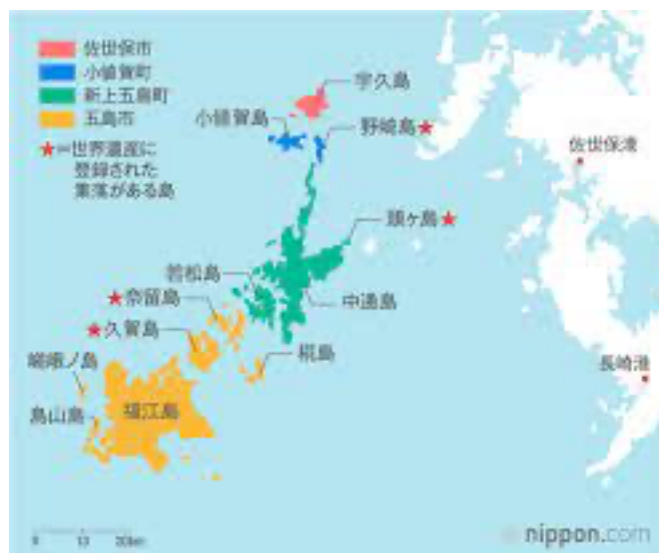 佐世保市
小値賀町
新上五島町
五島市
★=世界遺産に
登録された
集落がある島
宇久島
小値賀島
野崎島★
佐世保港
頭ヶ島★
若松島
★奈留島
中通島
★久賀島
椛島
嵯峨ノ島
長崎港
島山島
福江島
0 10 20km
nippon.com